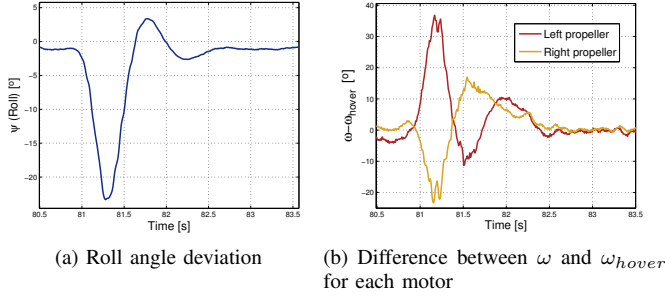 5
0
−5
−10
−15
−20
ψ (Roll) [º]
80.5 81 81.5 82 82.5 83 83.5
Time [s]
(a) Roll angle deviation
40
30
20
10
0
−10
−20
ω−ωhover [º]
Left propeller
Right propeller
80.5 81 81.5 82 82.5 83 83.5
Time [s]
(b) Difference between ω and ωhover
for each motor